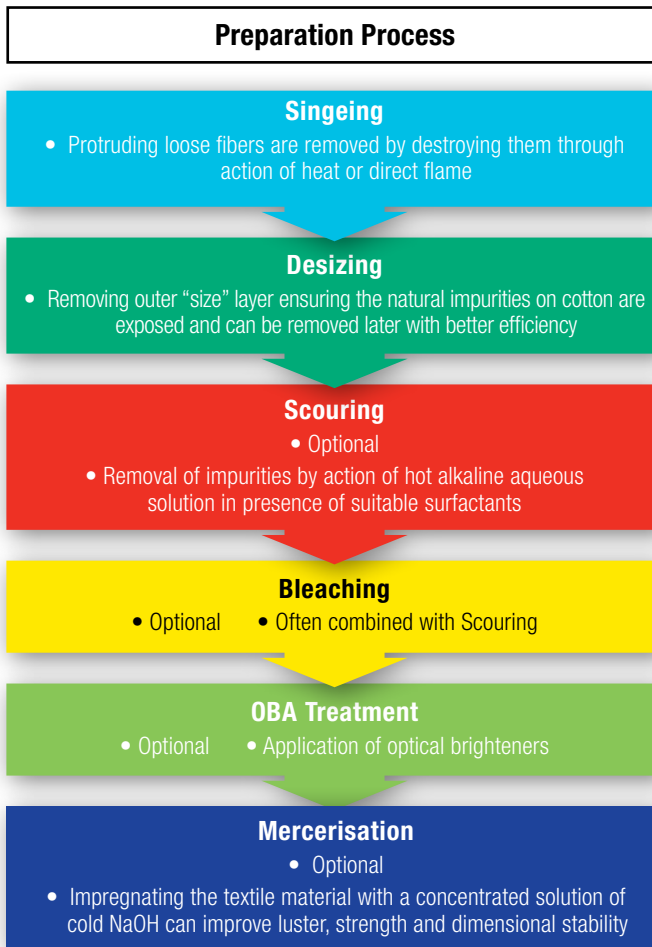 Preparation Process
Singeing
• Protruding loose fibers are removed by destroying them through
action of heat or direct flame
Desizing
• Removing outer “size” layer ensuring the natural impurities on cotton are
exposed and can be removed later with better efficiency
Scouring
• Optional
• Removal of impurities by action of hot alkaline aqueous
solution in presence of suitable surfactants
Bleaching
• Optional • Often combined with Scouring
OBA Treatment
• Optional • Application of optical brighteners
Mercerisation
• Optional
• Impregnating the textile material with a concentrated solution of
cold NaOH can improve luster, strength and dimensional stability